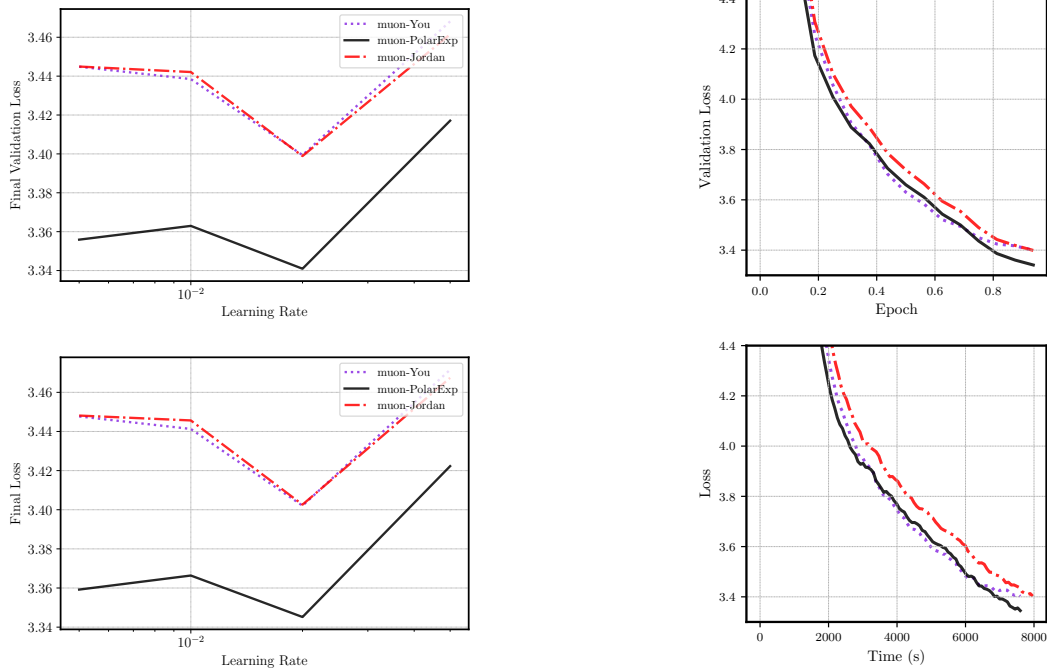 3.46
3.44
3.42
3.40
3.38
3.36
3.34
10⁻²
Final Validation Loss
Learning Rate
muon-You
muon-PolarExp
muon-Jordan
4.4
4.2
4.0
3.8
3.6
3.4
0.0 0.2 0.4 0.6 0.8
Validation Loss
Epoch
3.46
3.44
3.42
3.40
3.38
3.36
3.34
10⁻²
Final Loss
Learning Rate
muon-You
muon-PolarExp
muon-Jordan
4.4
4.2
4.0
3.8
3.6
3.4
0 2000 4000 6000 8000
Loss
Time (s)